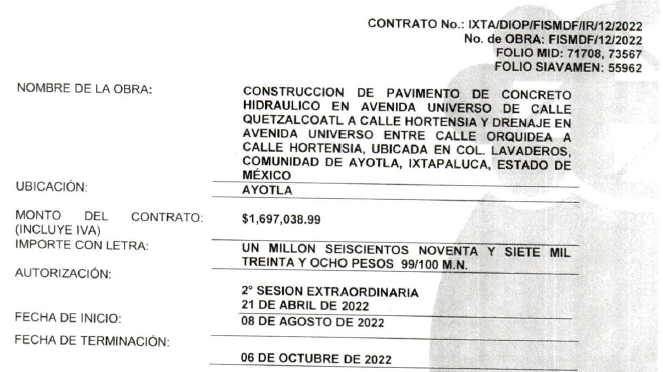 CONTRATO No.: IXTA/DIOP/FISMDF/IR/12/2022
No. de OBRA: FISMDF/12/2022
FOLIO MID: 71708, 73567
FOLIO SIAVAMEN: 55962
NOMBRE DE LA OBRA:
CONSTRUCCION DE PAVIMENTO DE CONCRETO
HIDRAULICO EN AVENIDA UNIVERSO DE CALLE
QUETZALCOATL A CALLE HORTENSIA Y DRENAJE EN
AVENIDA UNIVERSO ENTRE CALLE ORQUIDEA A
CALLE HORTENSIA, UBICADA EN COL. LAVADEROS,
COMUNIDAD DE AYOTLA, IXTAPALUCA, ESTADO DE
MÉXICO
UBICACIÓN: AYOTLA
MONTO DEL CONTRATO: $1,697,038.99
(INCLUYE IVA)
IMPORTE CON LETRA: UN MILLON SEISCIENTOS NOVENTA Y SIETE MIL
TREINTA Y OCHO PESOS 99/100 M.N.
AUTORIZACIÓN:
2° SESION EXTRAORDINARIA
21 DE ABRIL DE 2022
FECHA DE INICIO: 08 DE AGOSTO DE 2022
FECHA DE TERMINACIÓN:
06 DE OCTUBRE DE 2022